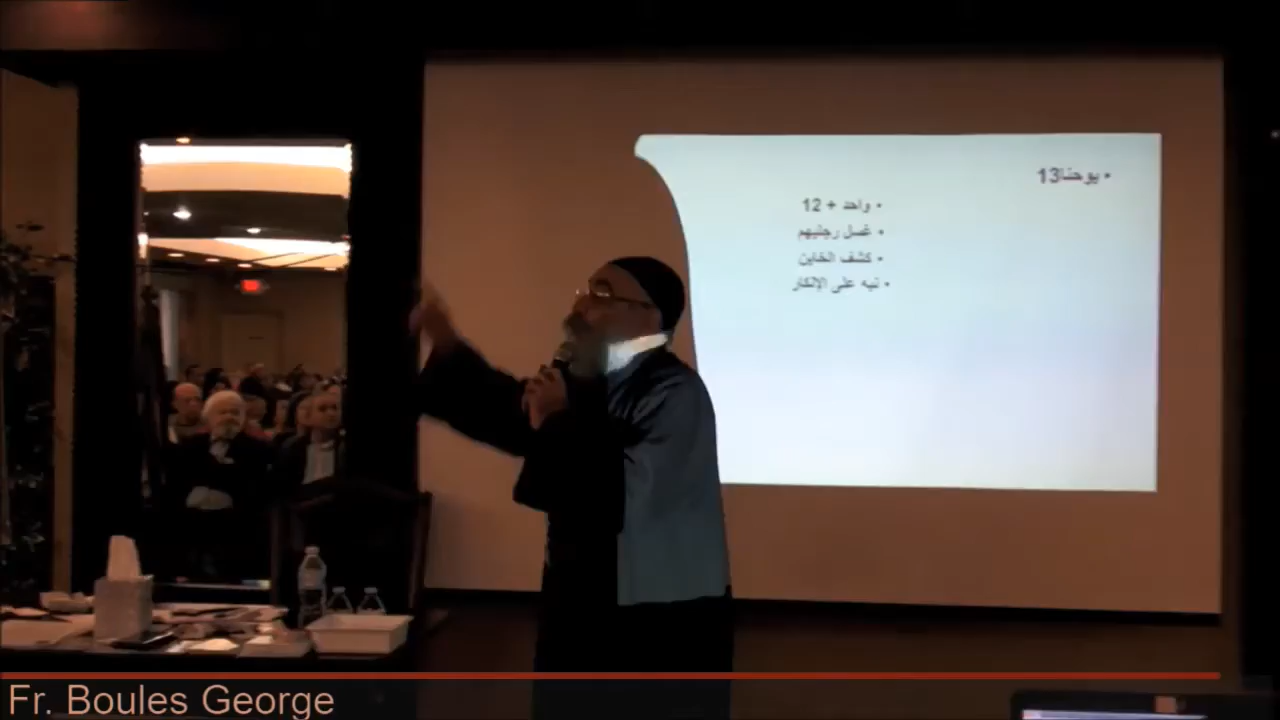 • يوحنا13
• واحد + 12
• غسل رجليهم
• كشف الخاين
• نبه على الإنكار
Fr. Boules George